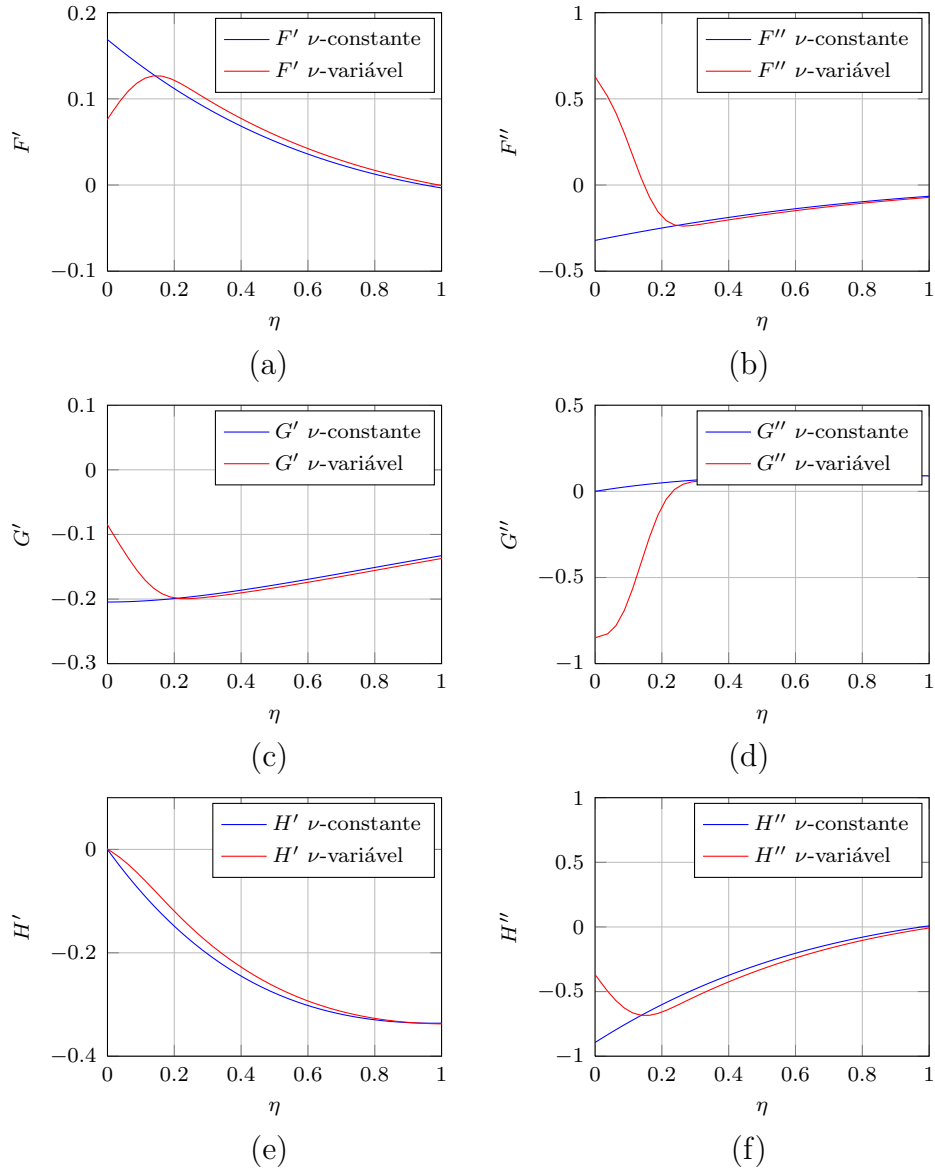 0.2
0.1
0
−0.1
F′
F′ ν-constante
F′ ν-variável
0 0.2 0.4 0.6 0.8 1
η
(a)
1
0.5
0
−0.5
F′′
F′′ ν-constante
F′′ ν-variável
0 0.2 0.4 0.6 0.8 1
η
(b)
0.1
0
−0.1
−0.2
−0.3
G′
G′ ν-constante
G′ ν-variável
0 0.2 0.4 0.6 0.8 1
η
(c)
0.5
0
−0.5
−1
G′′
G′′ ν-constante
G′′ ν-variável
0 0.2 0.4 0.6 0.8 1
η
(d)
0
−0.2
−0.4
H′
H′ ν-constante
H′ ν-variável
0 0.2 0.4 0.6 0.8 1
η
(e)
1
0.5
0
−0.5
−1
H′′
H′′ ν-constante
H′′ ν-variável
0 0.2 0.4 0.6 0.8 1
η
(f)